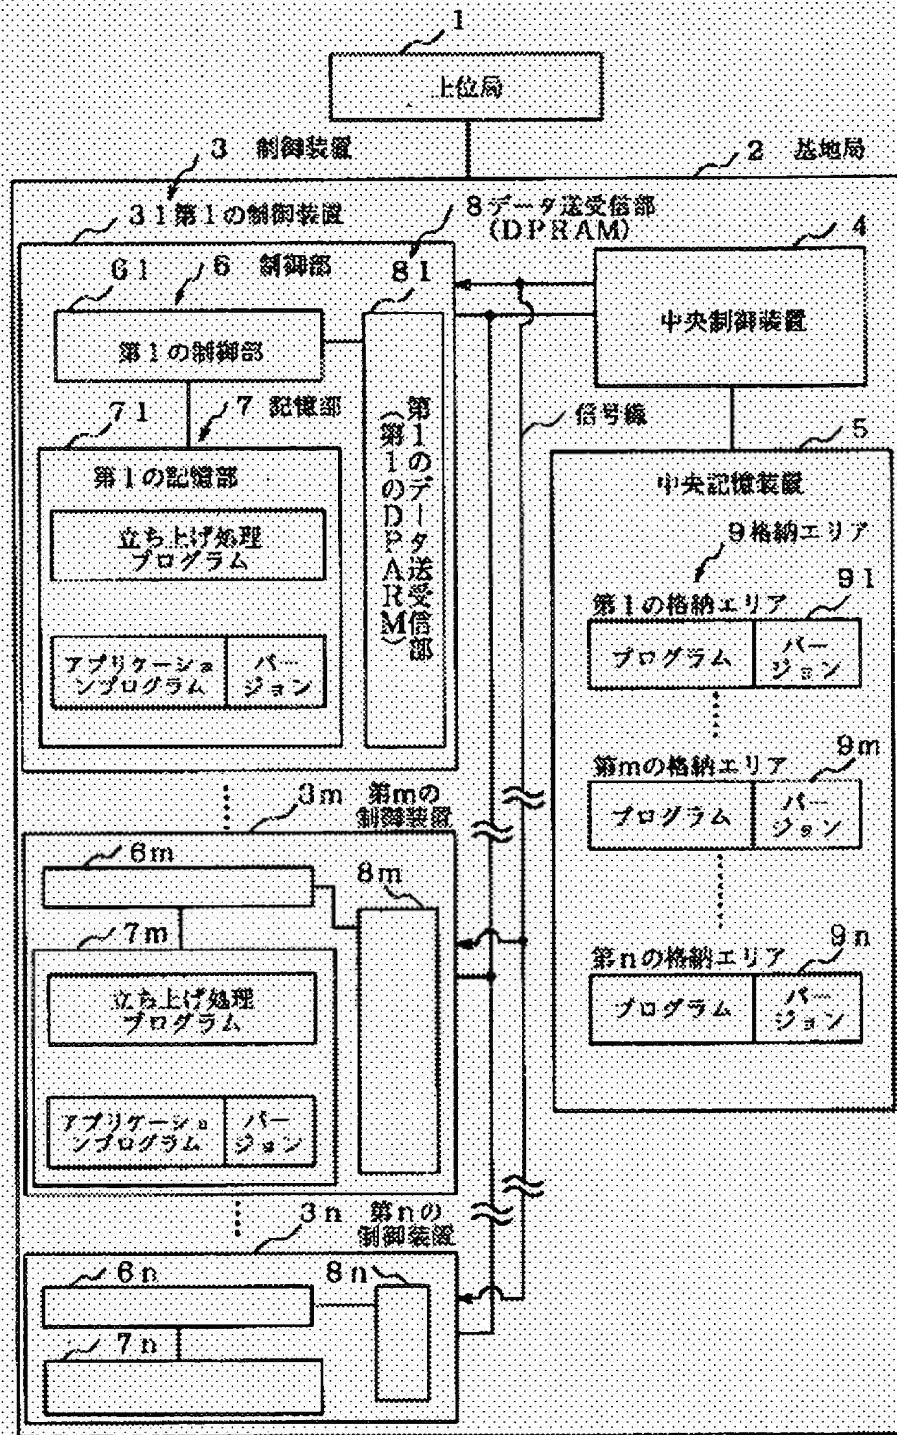 1
上位局
3 制御装置
2 基地局
31第1の制御装置
8データ送受信部
(DPRAM)
4
61
6 制御部
81
中央制御装置
第1の制御部
第1のデータ送受信部
(第1のDPARM)
71
7 記憶部
信号線
5
第1の記憶部
中央記憶装置
立ち上げ処理
プログラム
9格納エリア
91
第1の格納エリア
プログラム
バー
ジョン
アプリケーショ
ンプログラム
バー
ジョン
9m
第mの格納エリア
プログラム
バー
ジョン
3m 第mの
制御装置
6m
8m
7m
9n
第nの格納エリア
プログラム
バー
ジョン
立ち上げ処理
プログラム
アプリケーショ
ンプログラム
バー
ジョン
3n 第nの
制御装置
6n
8n
7n